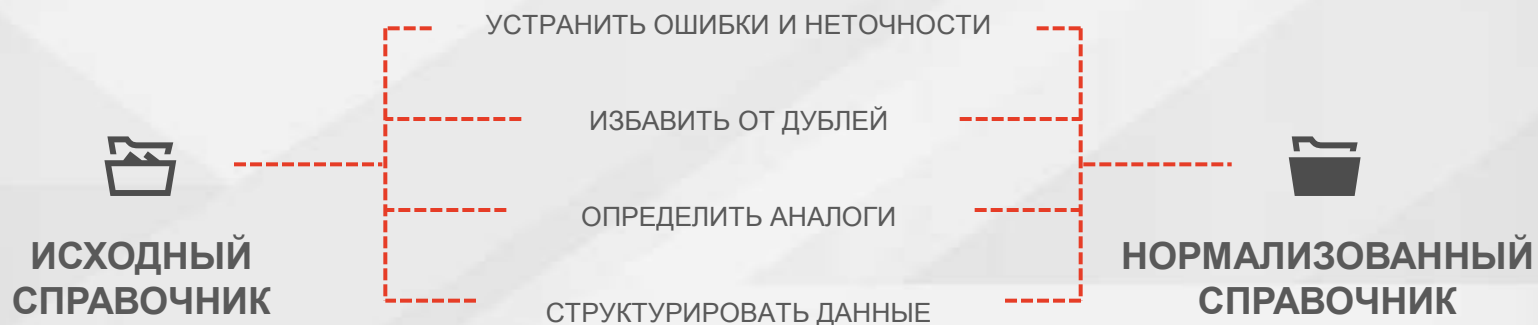 УСТРАНИТЬ ОШИБКИ И НЕТОЧНОСТИ
ИЗБАВИТЬ ОТ ДУБЛЕЙ
ОПРЕДЕЛИТЬ АНАЛОГИ
СТРУКТУРИРОВАТЬ ДАННЫЕ
ИСХОДНЫЙ
СПРАВОЧНИК
НОРМАЛИЗОВАННЫЙ
СПРАВОЧНИК